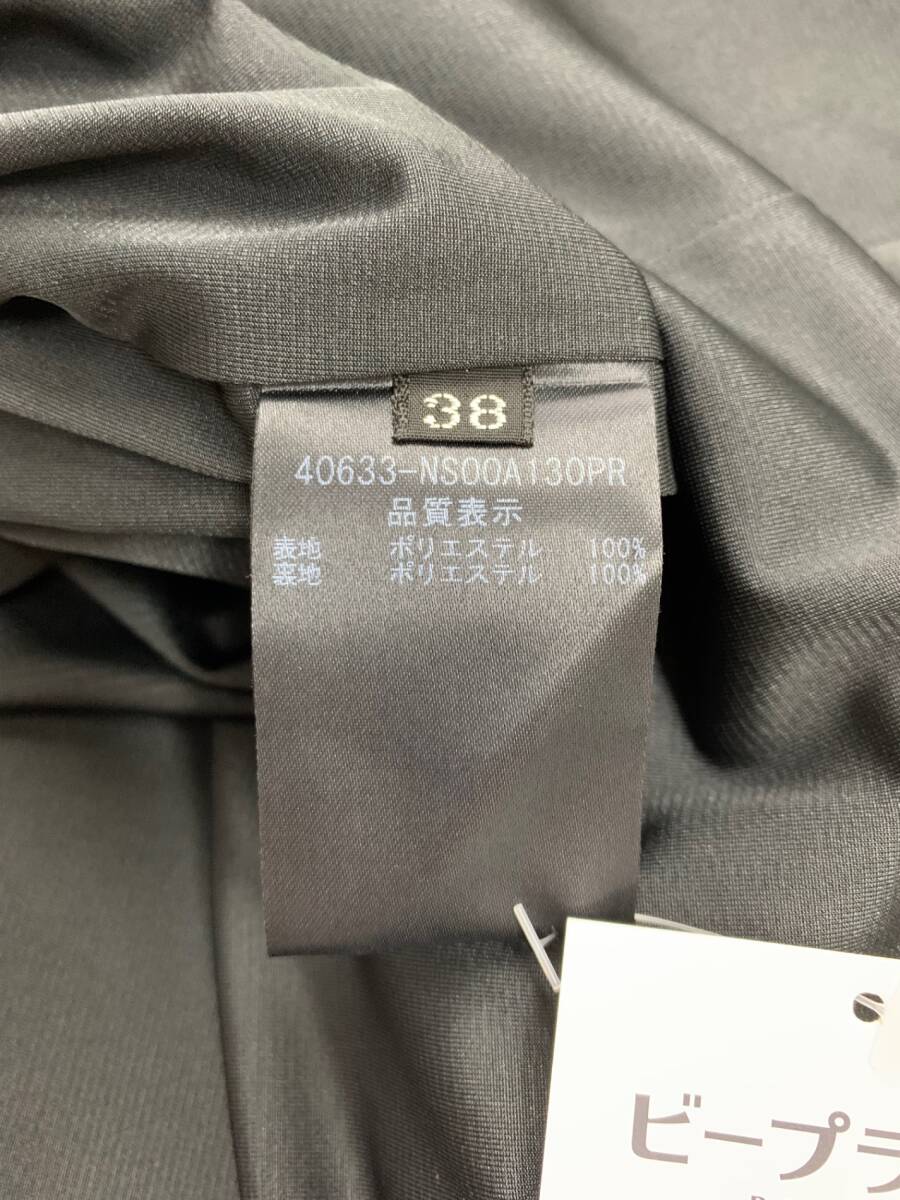 38
40633-NS00A130PR
品質表示
表地 ポリエステル 100%
裏地 ポリエステル 100%
ビープラ